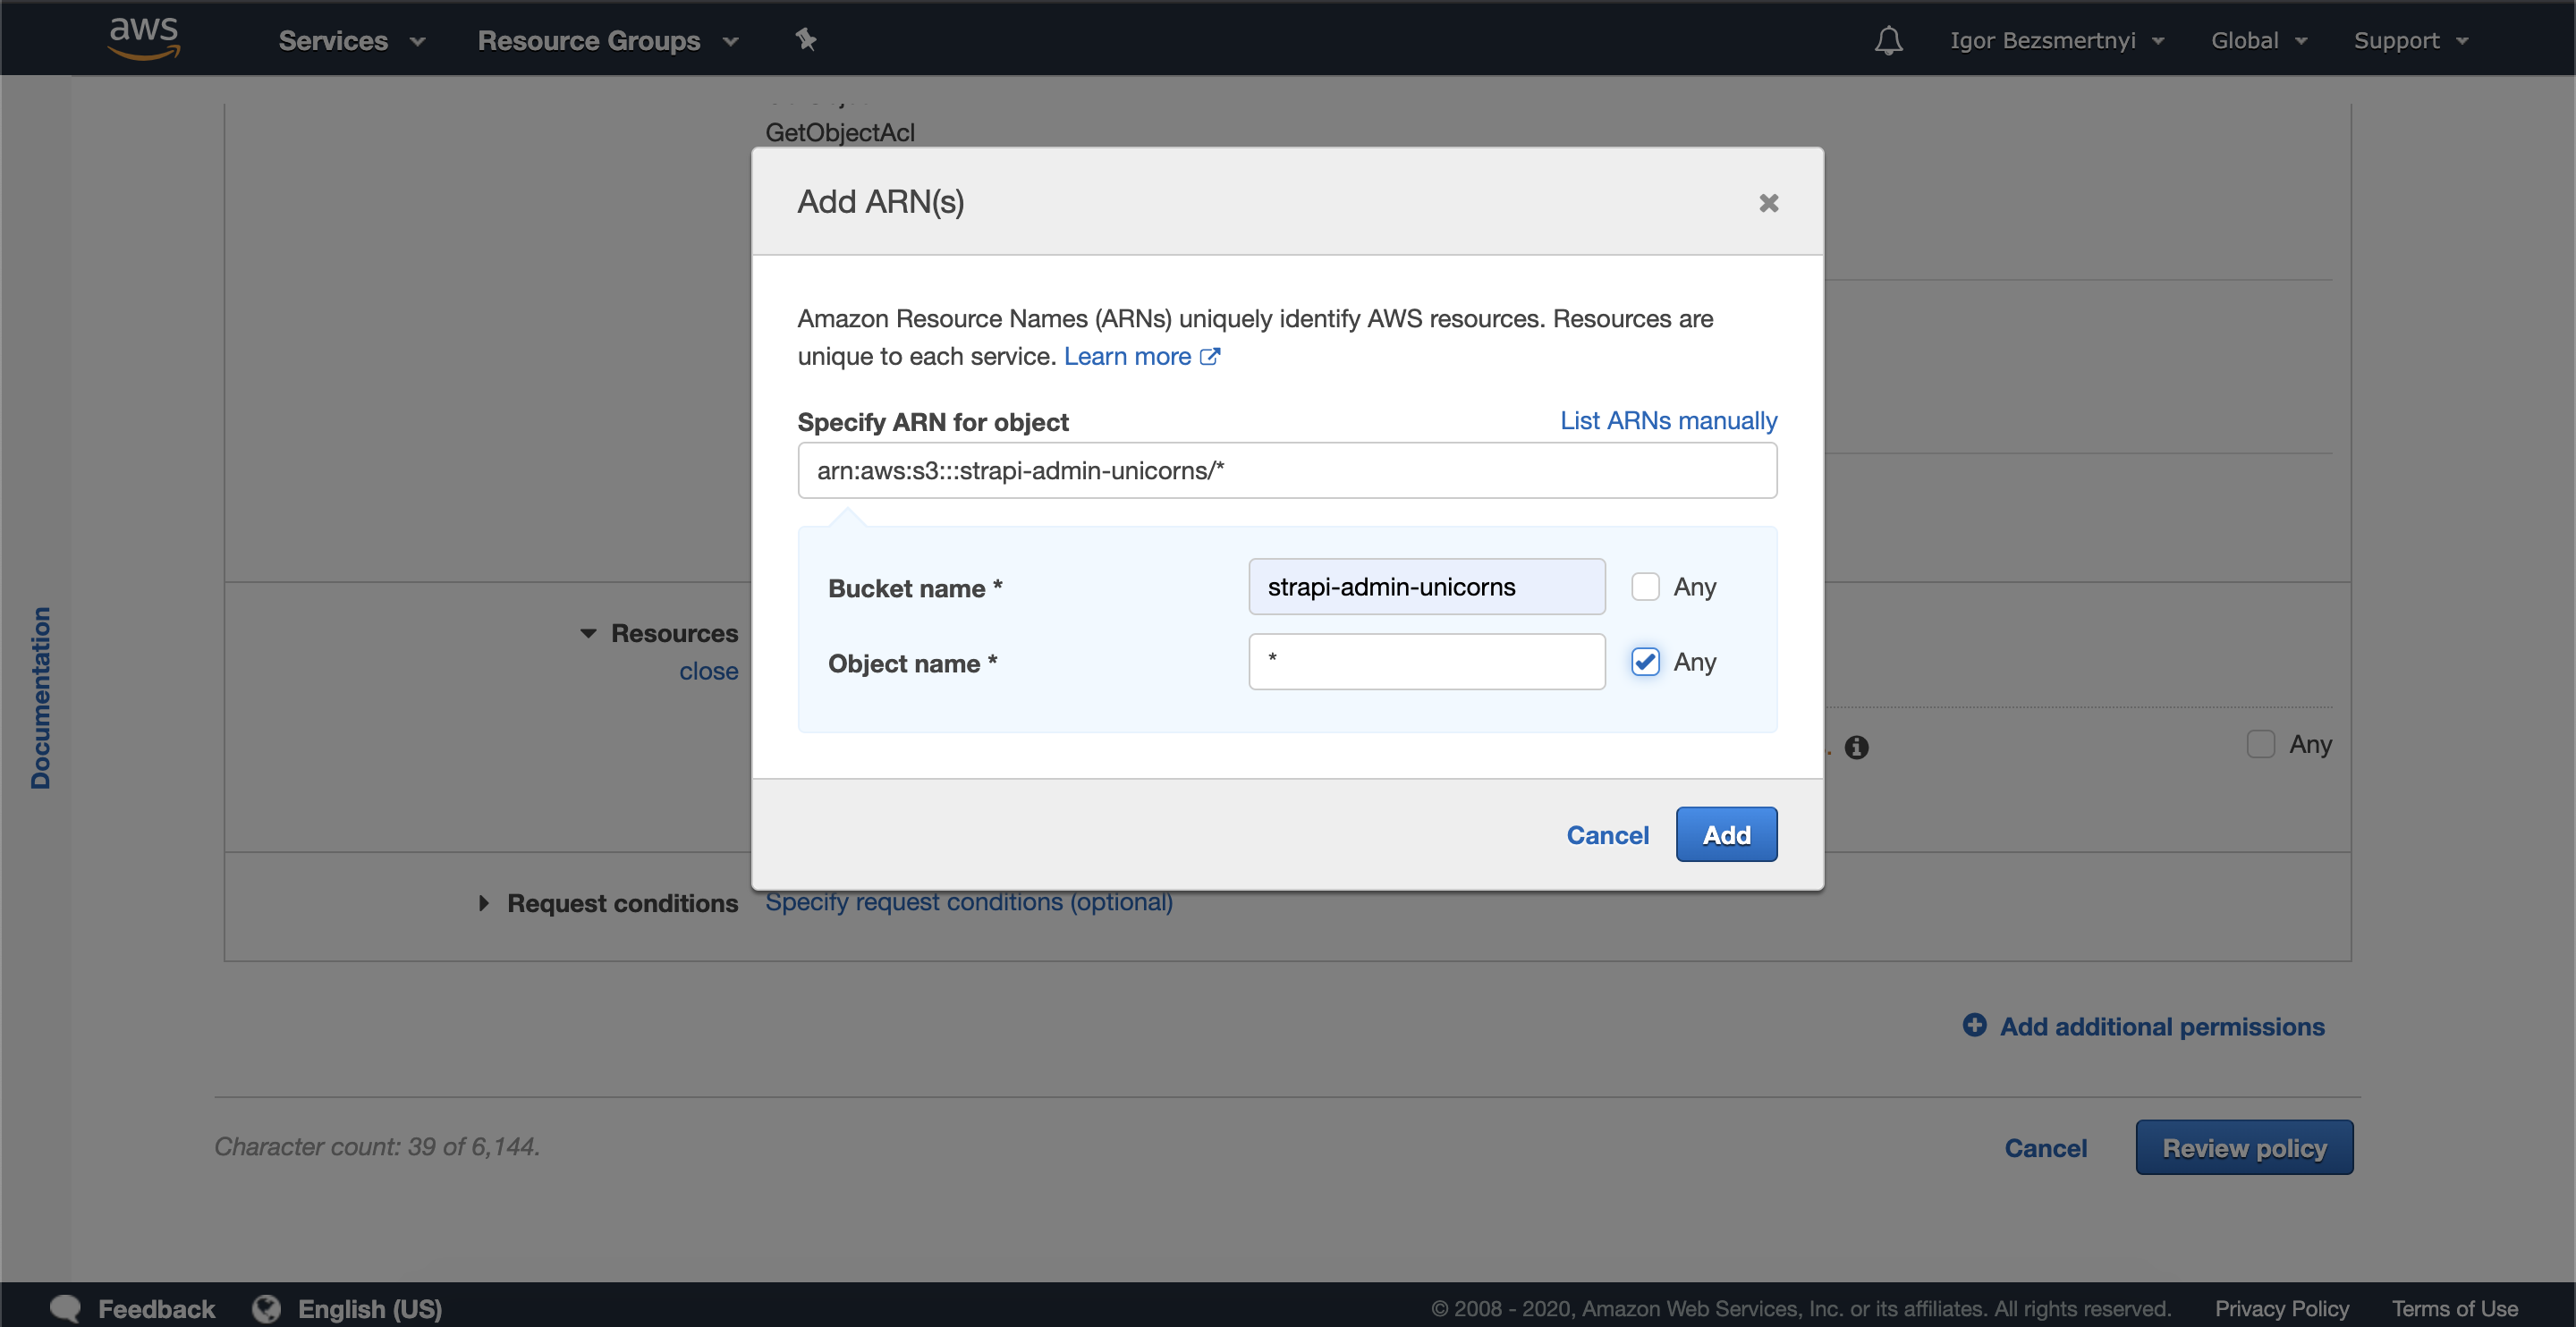 aws Services Resource Groups Igor Bezsmertnyi Global Support
GetObjectAcl
Add ARN(s)
Amazon Resource Names (ARNs) uniquely identify AWS resources. Resources are
unique to each service. Learn more
Specify ARN for object List ARNs manually
arn:aws:s3:::strapi-admin-unicorns/*
Bucket name * strapi-admin-unicorns Any
Object name * * Any
Documentation
Resources
close
Any
Cancel Add
Request conditions Specify request conditions (optional)
Add additional permissions
Character count: 39 of 6,144. Cancel Review policy
Feedback English (US) © 2008 - 2020, Amazon Web Services, Inc. or its affiliates. All rights reserved. Privacy Policy Terms of Use